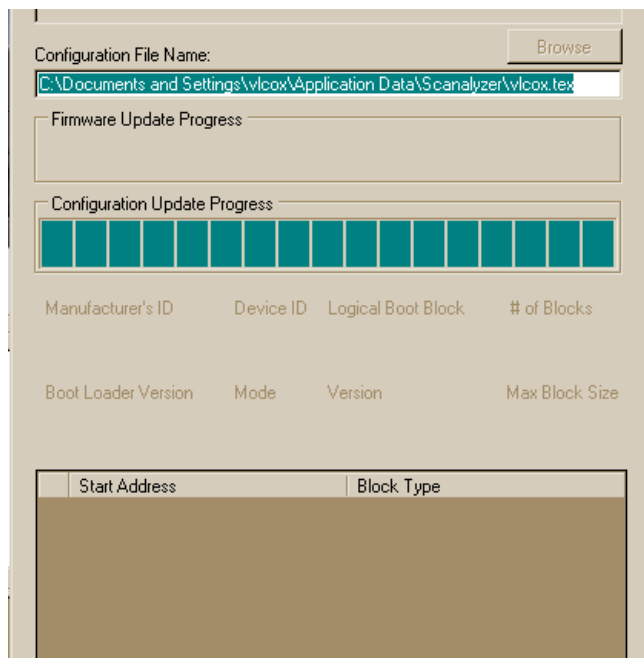 Browse
Configuration File Name:
C:\Documents and Settings\vlcox\Application Data\Scanalyzer\vlcox.tex
Firmware Update Progress
Configuration Update Progress
Manufacturer's ID Device ID Logical Boot Block # of Blocks
Boot Loader Version Mode Version Max Block Size
Start Address Block Type